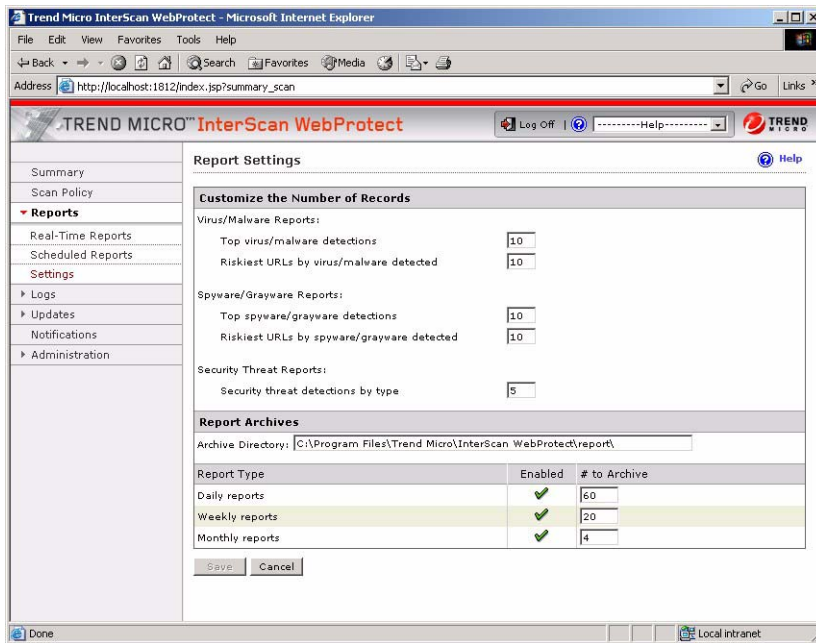 Trend Micro InterScan WebProtect - Microsoft Internet Explorer
File Edit View Favorites Tools Help
Back Search Favorites Media
Address http://localhost:1812/index.jsp?summary_scan Go Links »
TREND MICRO™ InterScan WebProtect Log Off | ---------Help--------- TREND MICRO
Summary
Scan Policy
Reports
Real-Time Reports
Scheduled Reports
Settings
Logs
Updates
Notifications
Administration
Report Settings Help
Customize the Number of Records
Virus/Malware Reports:
Top virus/malware detections 10
Riskiest URLs by virus/malware detected 10
Spyware/Grayware Reports:
Top spyware/grayware detections 10
Riskiest URLs by spyware/grayware detected 10
Security Threat Reports:
Security threat detections by type 5
Report Archives
Archive Directory: C:\Program Files\Trend Micro\InterScan WebProtect\report\
Report Type Enabled # to Archive
Daily reports 60
Weekly reports 20
Monthly reports 4
Save Cancel
Done Local intranet